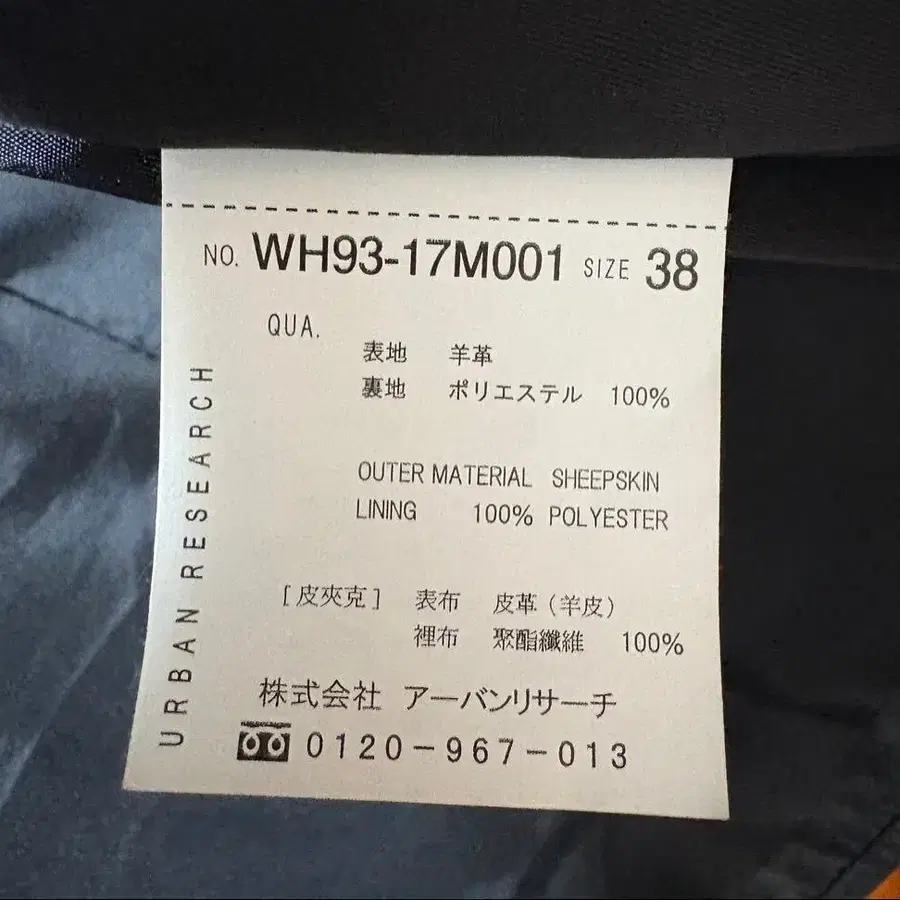 NO. WH93-17M001 SIZE 38
QUA.
表地 羊革
裏地 ポリエステル 100%
OUTER MATERIAL SHEEPSKIN
LINING 100% POLYESTER
[皮夾克] 表布 皮革(羊皮)
裡布 聚酯纖維 100%
株式会社 アーバンリサーチ
0120-967-013
URBAN RESEARCH